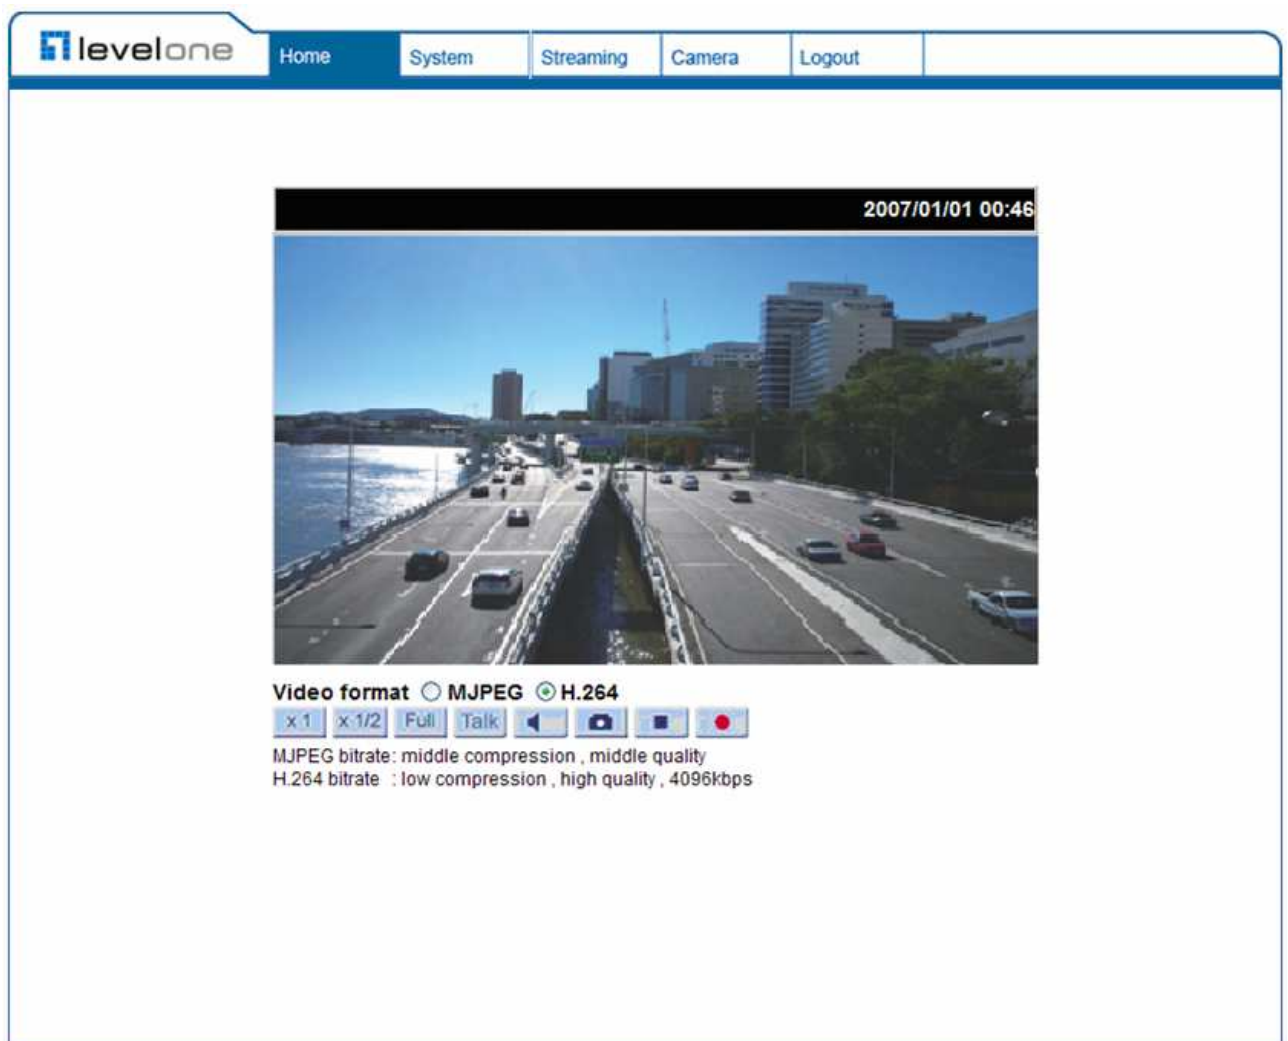 levelone
Home System Streaming Camera Logout
2007/01/01 00:46
Video format MJPEG H.264
x 1 x 1/2 Full Talk
MJPEG bitrate: middle compression , middle quality
H.264 bitrate : low compression , high quality , 4096kbps